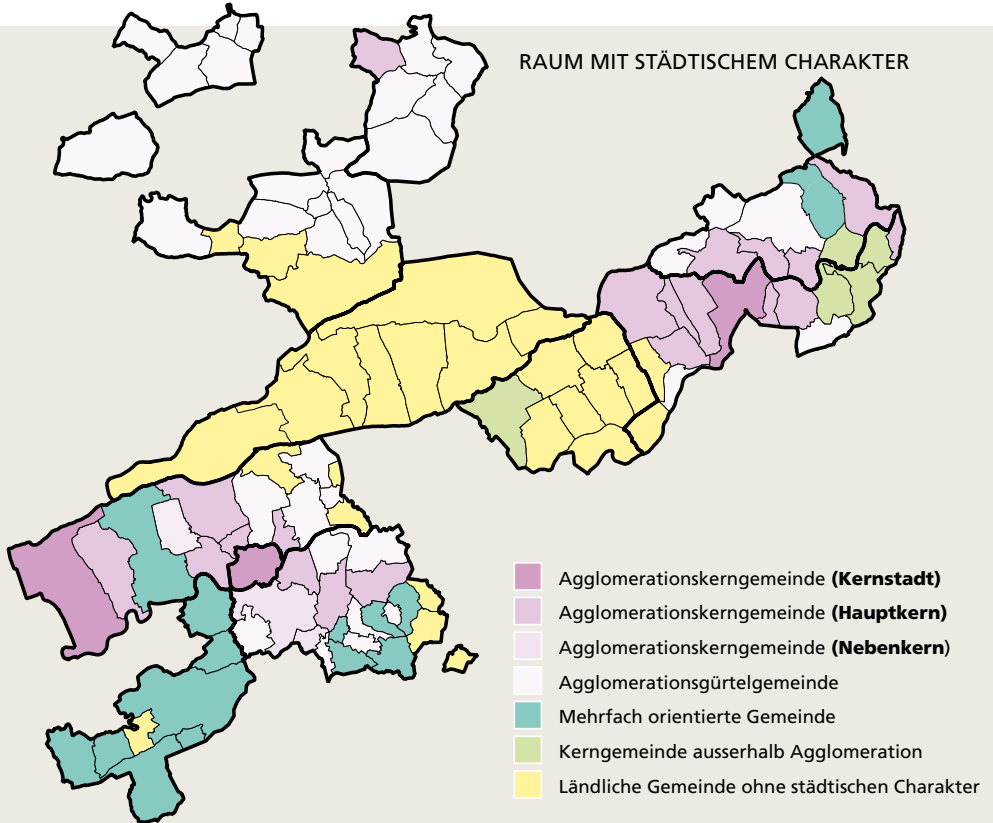 RAUM MIT STÄDTISCHEM CHARAKTER
Agglomerationskerngemeinde (Kernstadt)
Agglomerationskerngemeinde (Hauptkern)
Agglomerationskerngemeinde (Nebenkern)
Agglomerationsgürtelgemeinde
Mehrfach orientierte Gemeinde
Kerngemeinde ausserhalb Agglomeration
Ländliche Gemeinde ohne städtischen Charakter